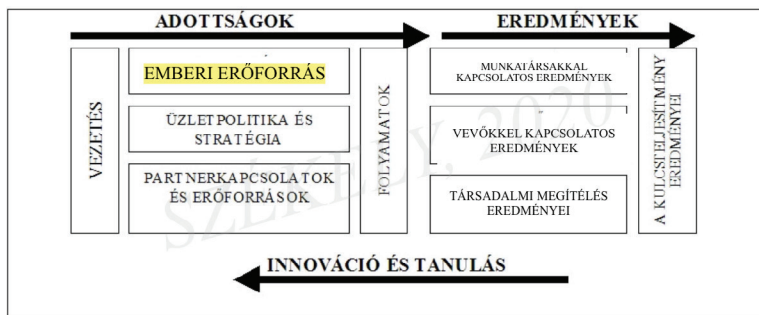 ADOTTSÁGOK
EREDMÉNYEK
VEZETÉS
EMBERI ERŐFORRÁS
ÜZLETPOLITIKA ÉS
STRATÉGIA
PARTNERKAPCSOLATOK
ÉS ERŐFORRÁSOK
FOLYAMATOK
MUNKATÁRSAKKAL
KAPCSOLATOS EREDMÉNYEK
VEVŐKKEL KAPCSOLATOS
EREDMÉNYEK
TÁRSADALMI MEGÍTÉLÉS
EREDMÉNYEI
A KULCSTELJESÍTMÉNY
EREDMÉNYEI
INNOVÁCIÓ ÉS TANULÁS
SZÉKELY, 2020